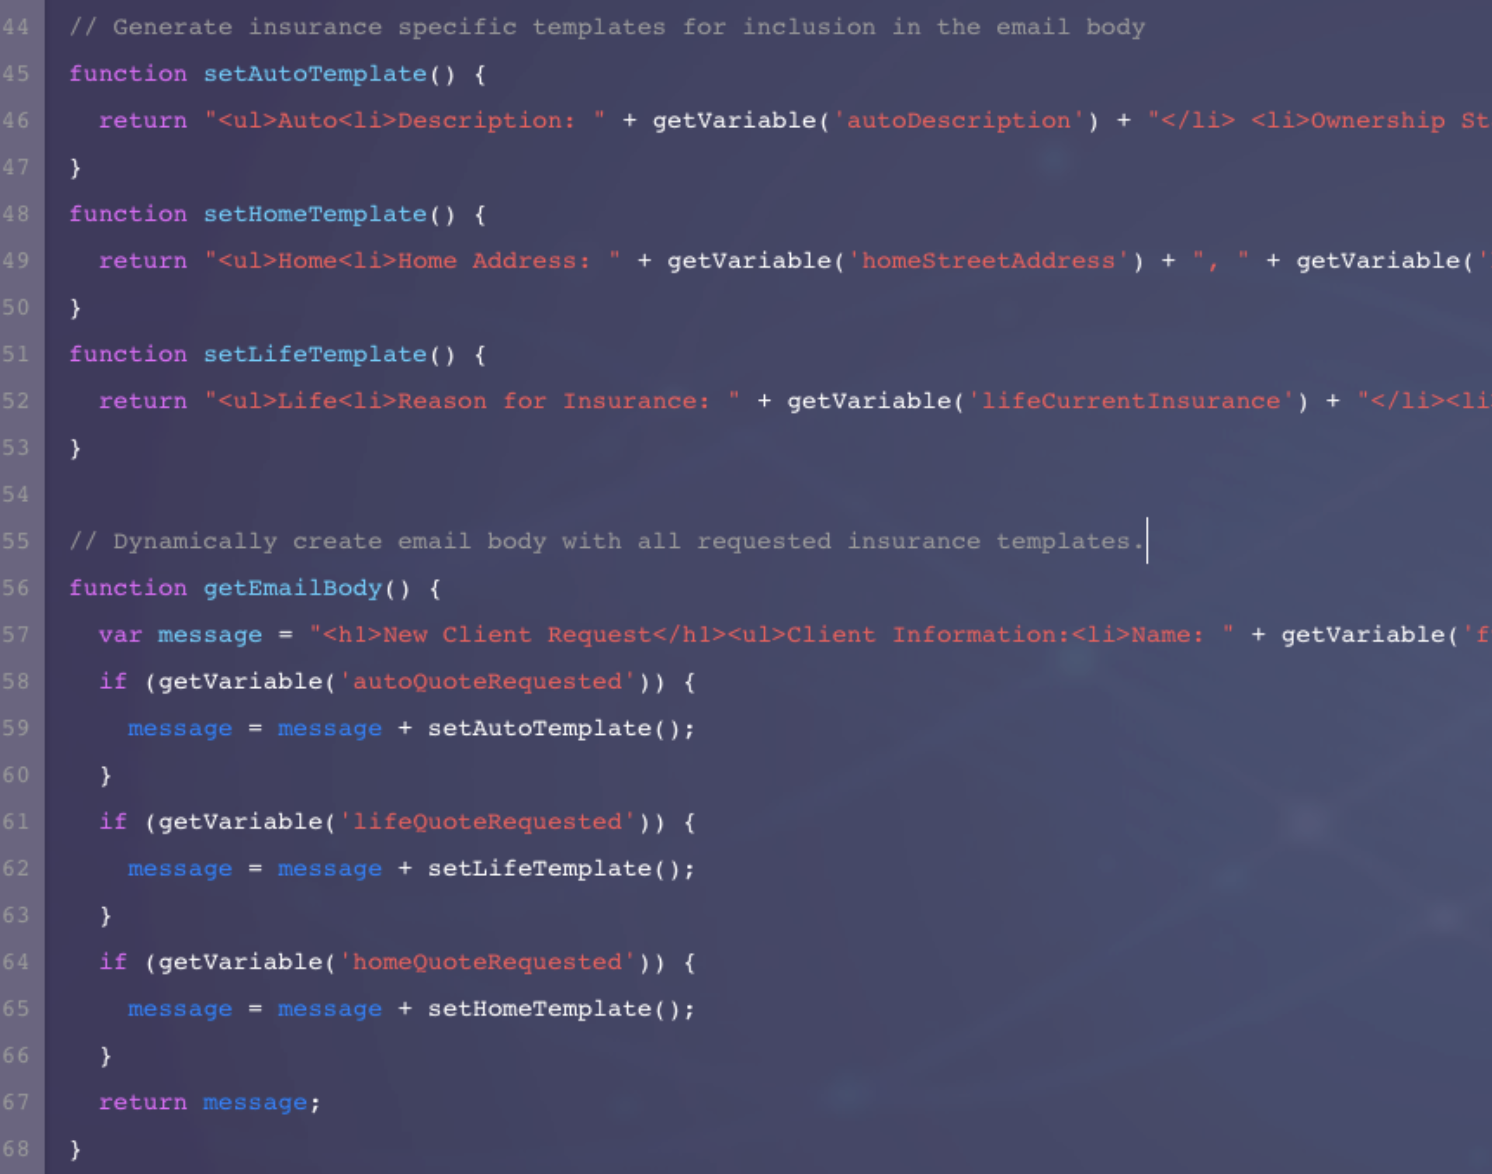 44 // Generate insurance specific templates for inclusion in the email body
45 function setAutoTemplate() {
46 return "<ul>Auto<li>Description: " + getVariable('autoDescription') + "</li> <li>Ownership St
47 }
48 function setHomeTemplate() {
49 return "<ul>Home<li>Home Address: " + getVariable('homeStreetAddress') + ", " + getVariable('
50 }
51 function setLifeTemplate() {
52 return "<ul>Life<li>Reason for Insurance: " + getVariable('lifeCurrentInsurance') + "</li><li
53 }
54
55 // Dynamically create email body with all requested insurance templates.
56 function getEmailBody() {
57 var message = "<h1>New Client Request</h1><ul>Client Information:<li>Name: " + getVariable('f
58 if (getVariable('autoQuoteRequested')) {
59 message = message + setAutoTemplate();
60 }
61 if (getVariable('lifeQuoteRequested')) {
62 message = message + setLifeTemplate();
63 }
64 if (getVariable('homeQuoteRequested')) {
65 message = message + setHomeTemplate();
66 }
67 return message;
68 }